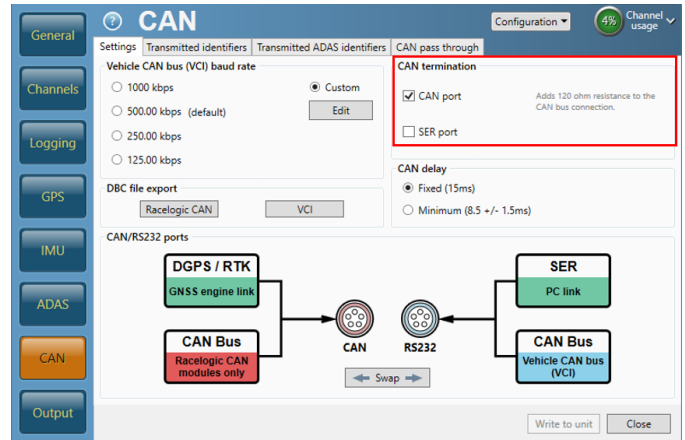 General
Channels
Logging
GPS
IMU
ADAS
CAN
Output
? CAN
Configuration
4%
Channel usage
Settings Transmitted identifiers Transmitted ADAS identifiers CAN pass through
Vehicle CAN bus (VCI) baud rate
1000 kbps
Custom
500.00 kbps (default)
Edit
250.00 kbps
125.00 kbps
CAN termination
CAN port
Adds 120 ohm resistance to the
CAN bus connection.
SER port
DBC file export
Racelogic CAN
VCI
CAN delay
Fixed (15ms)
Minimum (8.5 +/- 1.5ms)
CAN/RS232 ports
DGPS / RTK
GNSS engine link
CAN Bus
Racelogic CAN
modules only
CAN
RS232
Swap
SER
PC link
CAN Bus
Vehicle CAN bus
(VCI)
Write to unit
Close